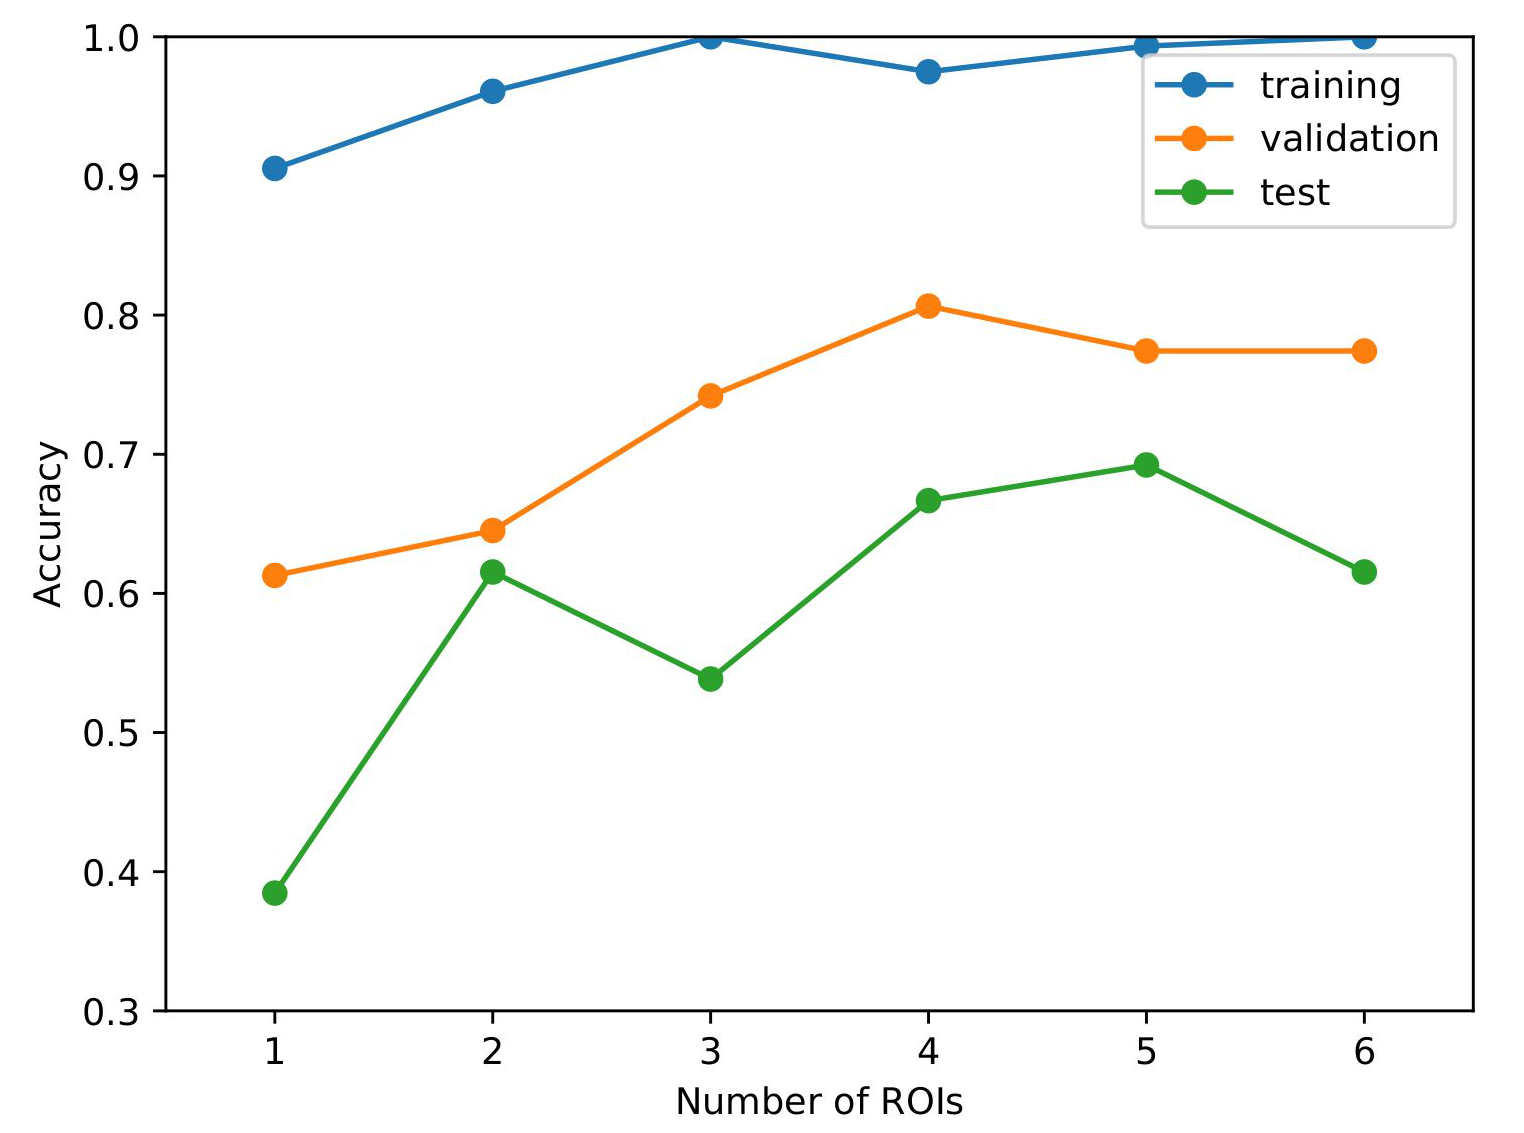 1.0
0.9
0.8
0.7
0.6
0.5
0.4
0.3
Accuracy
training
validation
test
1 2 3 4 5 6
Number of ROIs